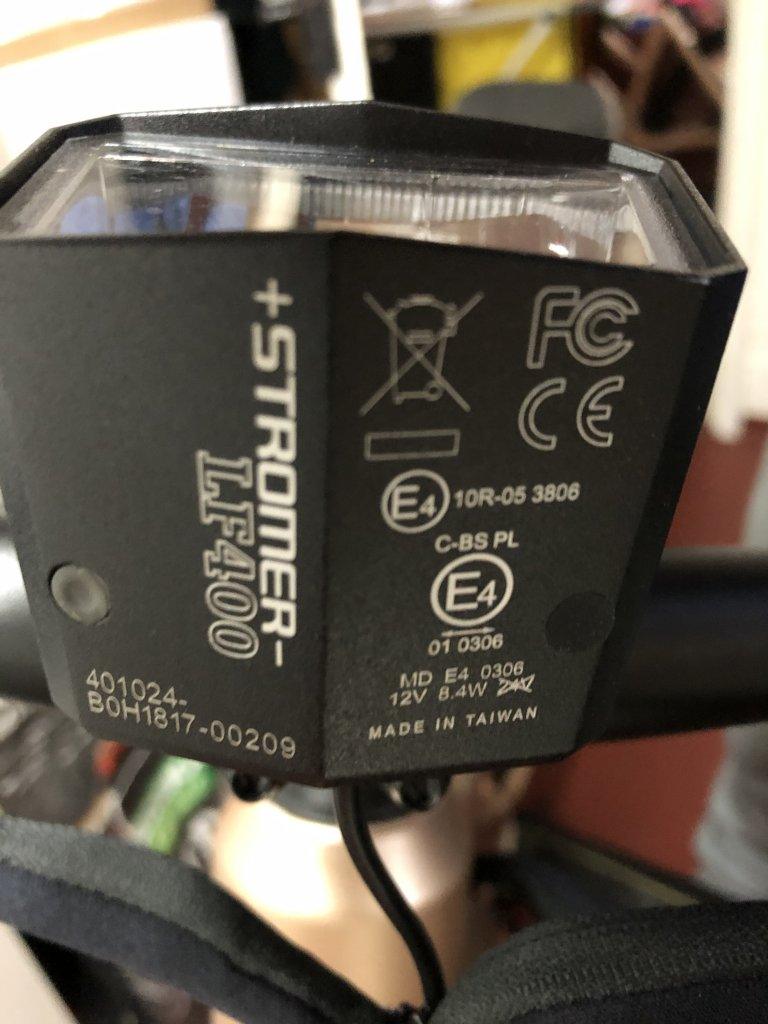 +STROMER-
LF400
401024-
B0H1817-00209
FC
CE
E4 10R-05 3806
C-BS PL
E4
01 0306
MD E4 0306
12V 8.4W
MADE IN TAIWAN